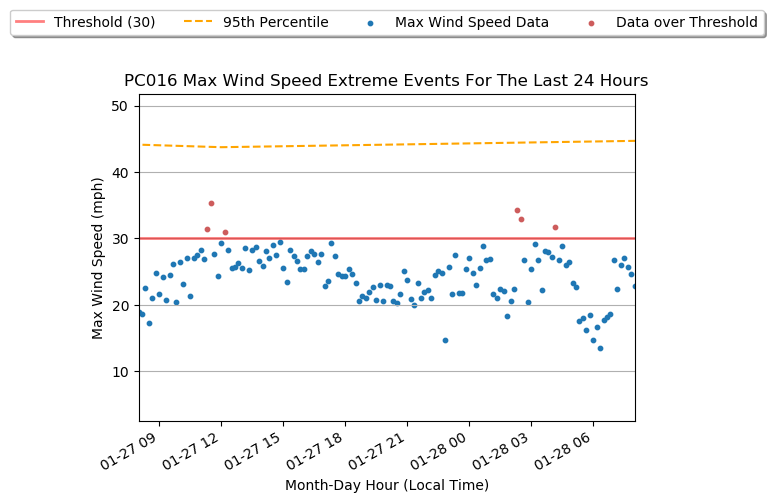 Threshold (30) 95th Percentile Max Wind Speed Data Data over Threshold
PC016 Max Wind Speed Extreme Events For The Last 24 Hours
50
40
30
20
10
Max Wind Speed (mph)
01-27 09 01-27 12 01-27 15 01-27 18 01-27 21 01-28 00 01-28 03 01-28 06
Month-Day Hour (Local Time)